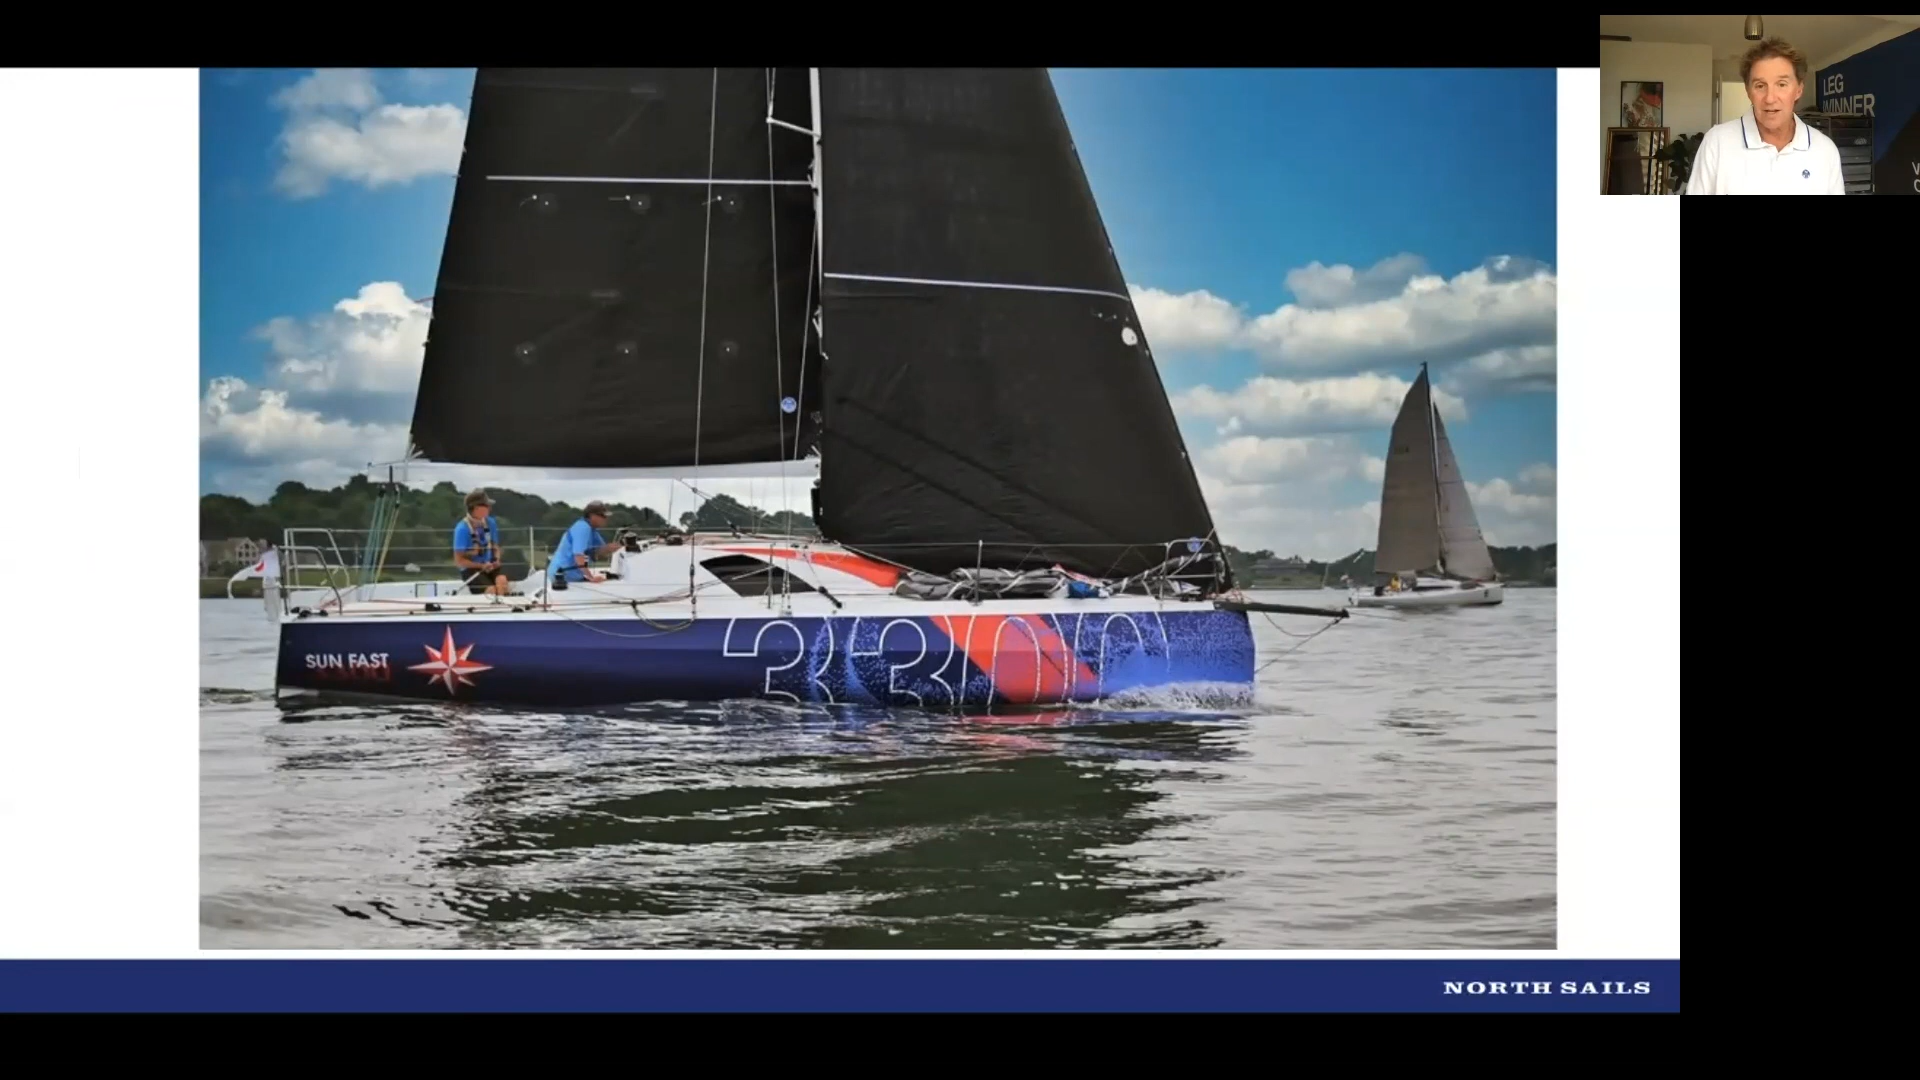 LEG
WINNER
SUN FAST
3300
NORTH SAILS